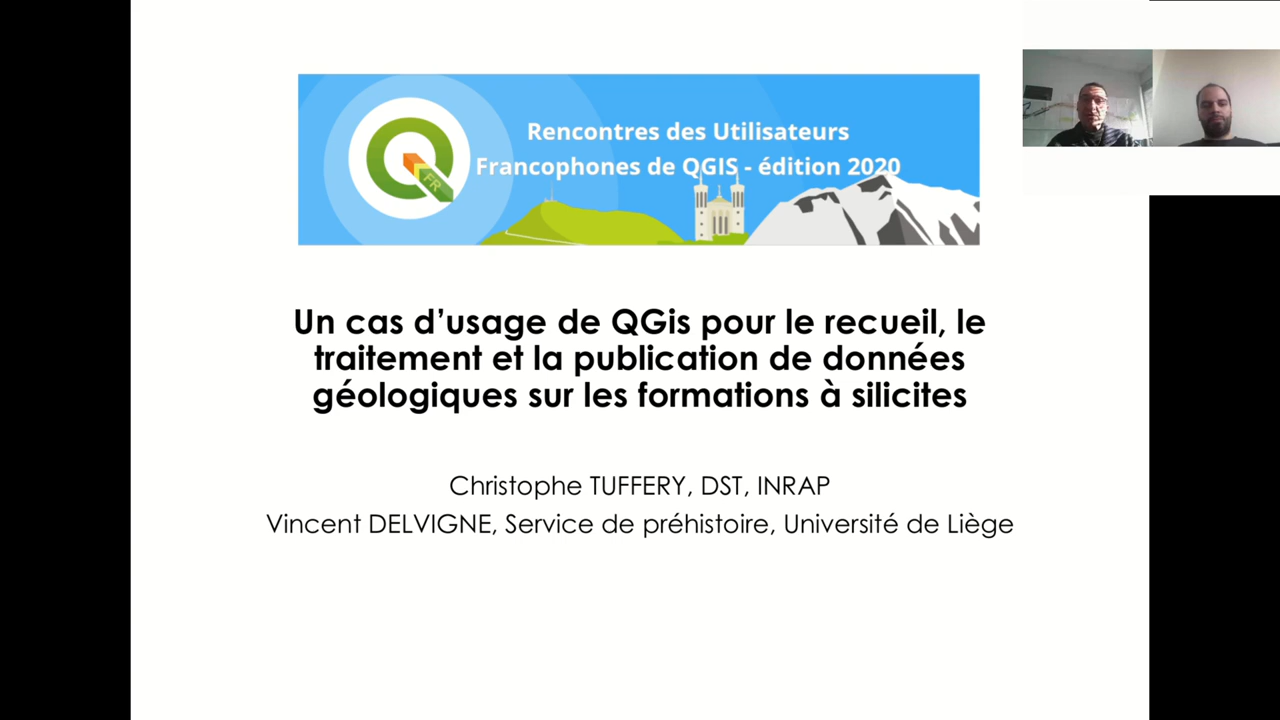 Rencontres des Utilisateurs
Francophones de QGIS - édition 2020
FR
Un cas d’usage de QGis pour le recueil, le
traitement et la publication de données
géologiques sur les formations à silicites
Christophe TUFFERY, DST, INRAP
Vincent DELVIGNE, Service de préhistoire, Université de Liège